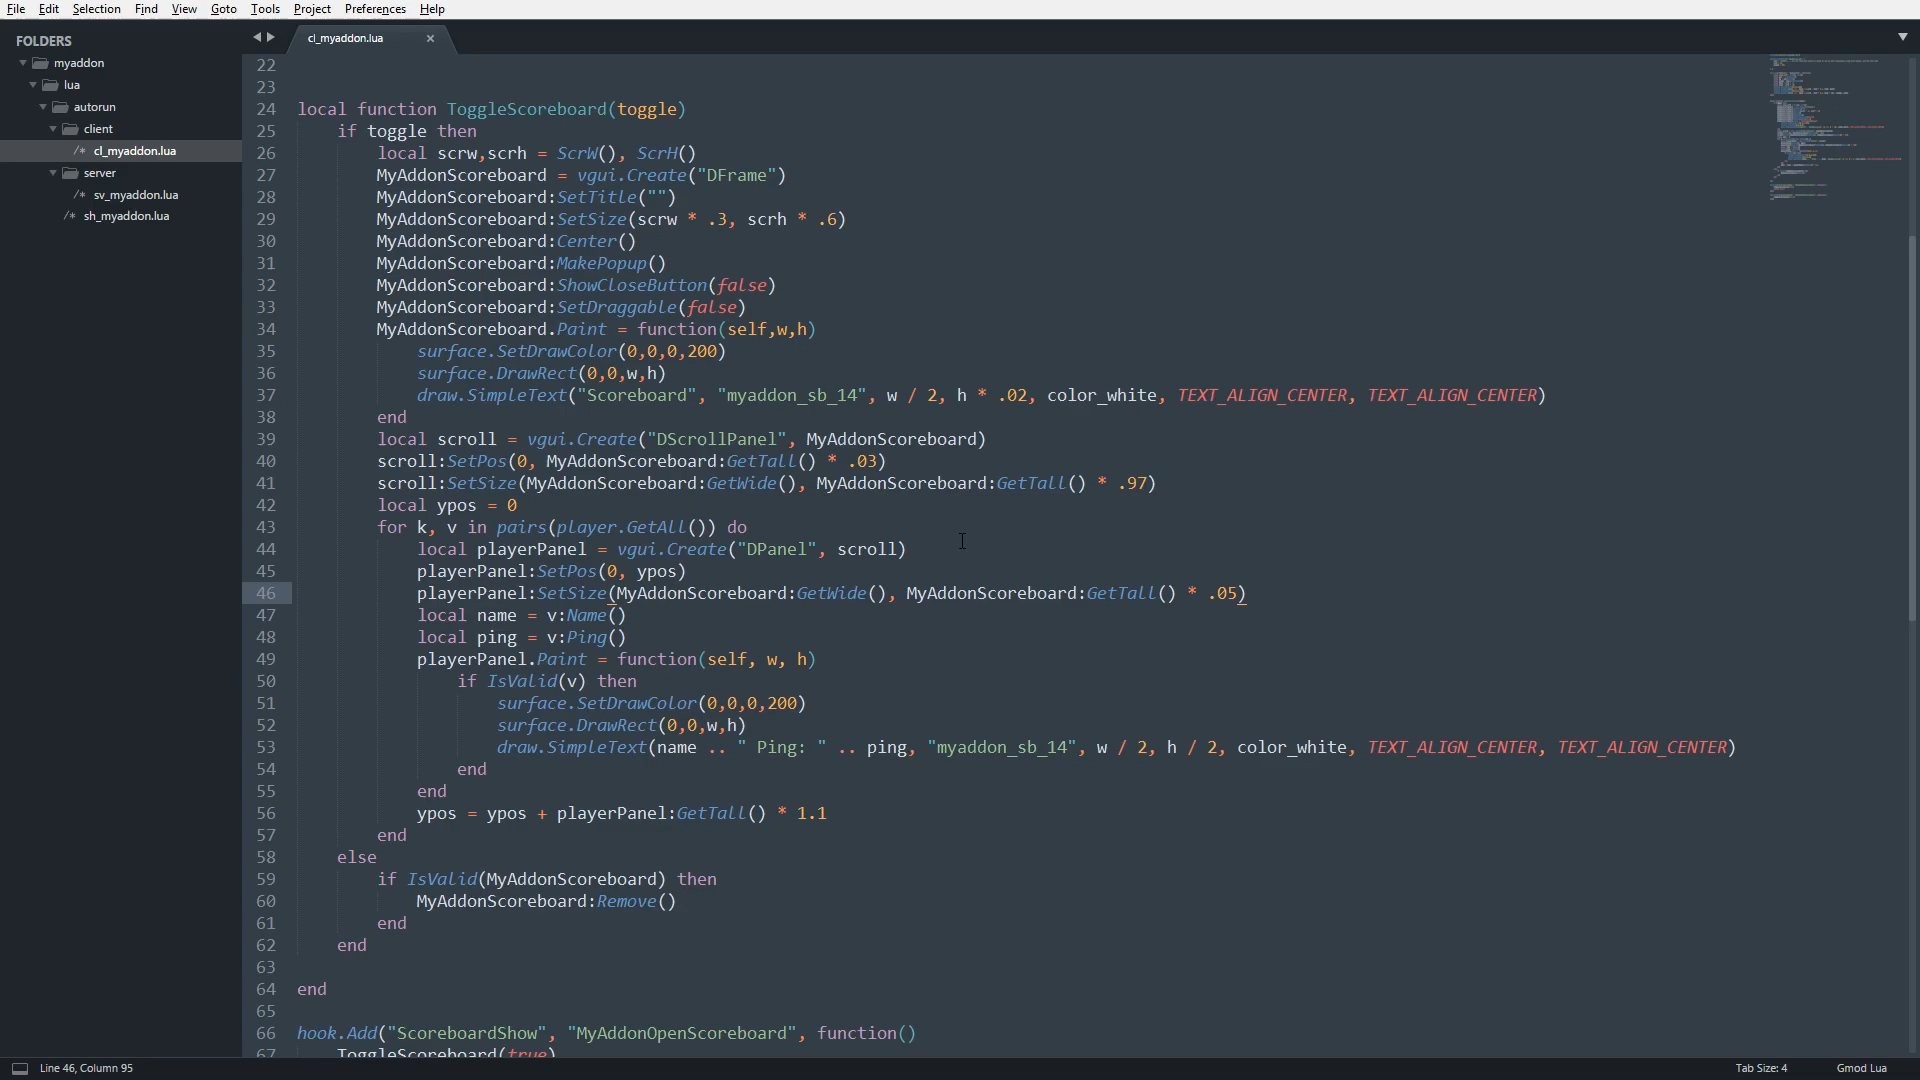 File Edit Selection Find View Goto Tools Project Preferences Help
FOLDERS
myaddon
lua
autorun
client
/* cl_myaddon.lua
server
/* sv_myaddon.lua
/* sh_myaddon.lua
cl_myaddon.lua
22
23
24 local function ToggleScoreboard(toggle)
25 if toggle then
26 local scrw,scrh = ScrW(), ScrH()
27 MyAddonScoreboard = vgui.Create("DFrame")
28 MyAddonScoreboard:SetTitle("")
29 MyAddonScoreboard:SetSize(scrw * .3, scrh * .6)
30 MyAddonScoreboard:Center()
31 MyAddonScoreboard:MakePopup()
32 MyAddonScoreboard:ShowCloseButton(false)
33 MyAddonScoreboard:SetDraggable(false)
34 MyAddonScoreboard.Paint = function(self,w,h)
35 surface.SetDrawColor(0,0,0,200)
36 surface.DrawRect(0,0,w,h)
37 draw.SimpleText("Scoreboard", "myaddon_sb_14", w / 2, h * .02, color_white, TEXT_ALIGN_CENTER, TEXT_ALIGN_CENTER)
38 end
39 local scroll = vgui.Create("DScrollPanel", MyAddonScoreboard)
40 scroll:SetPos(0, MyAddonScoreboard:GetTall() * .03)
41 scroll:SetSize(MyAddonScoreboard:GetWide(), MyAddonScoreboard:GetTall() * .97)
42 local ypos = 0
43 for k, v in pairs(player.GetAll()) do
44 local playerPanel = vgui.Create("DPanel", scroll)
45 playerPanel:SetPos(0, ypos)
46 playerPanel:SetSize(MyAddonScoreboard:GetWide(), MyAddonScoreboard:GetTall() * .05)
47 local name = v:Name()
48 local ping = v:Ping()
49 playerPanel.Paint = function(self, w, h)
50 if IsValid(v) then
51 surface.SetDrawColor(0,0,0,200)
52 surface.DrawRect(0,0,w,h)
53 draw.SimpleText(name .. " Ping: " .. ping, "myaddon_sb_14", w / 2, h / 2, color_white, TEXT_ALIGN_CENTER, TEXT_ALIGN_CENTER)
54 end
55 end
56 ypos = ypos + playerPanel:GetTall() * 1.1
57 end
58 else
59 if IsValid(MyAddonScoreboard) then
60 MyAddonScoreboard:Remove()
61 end
62 end
63
64 end
65
66 hook.Add("ScoreboardShow", "MyAddonOpenScoreboard", function()
67 ToggleScoreboard(true)
Line 46, Column 95
Tab Size: 4
Gmod Lua